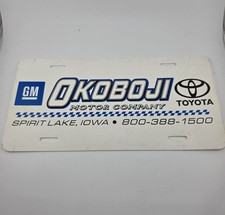 GM
OKOBOJI
MOTOR COMPANY
TOYOTA
SPIRIT LAKE, IOWA • 800-388-1500